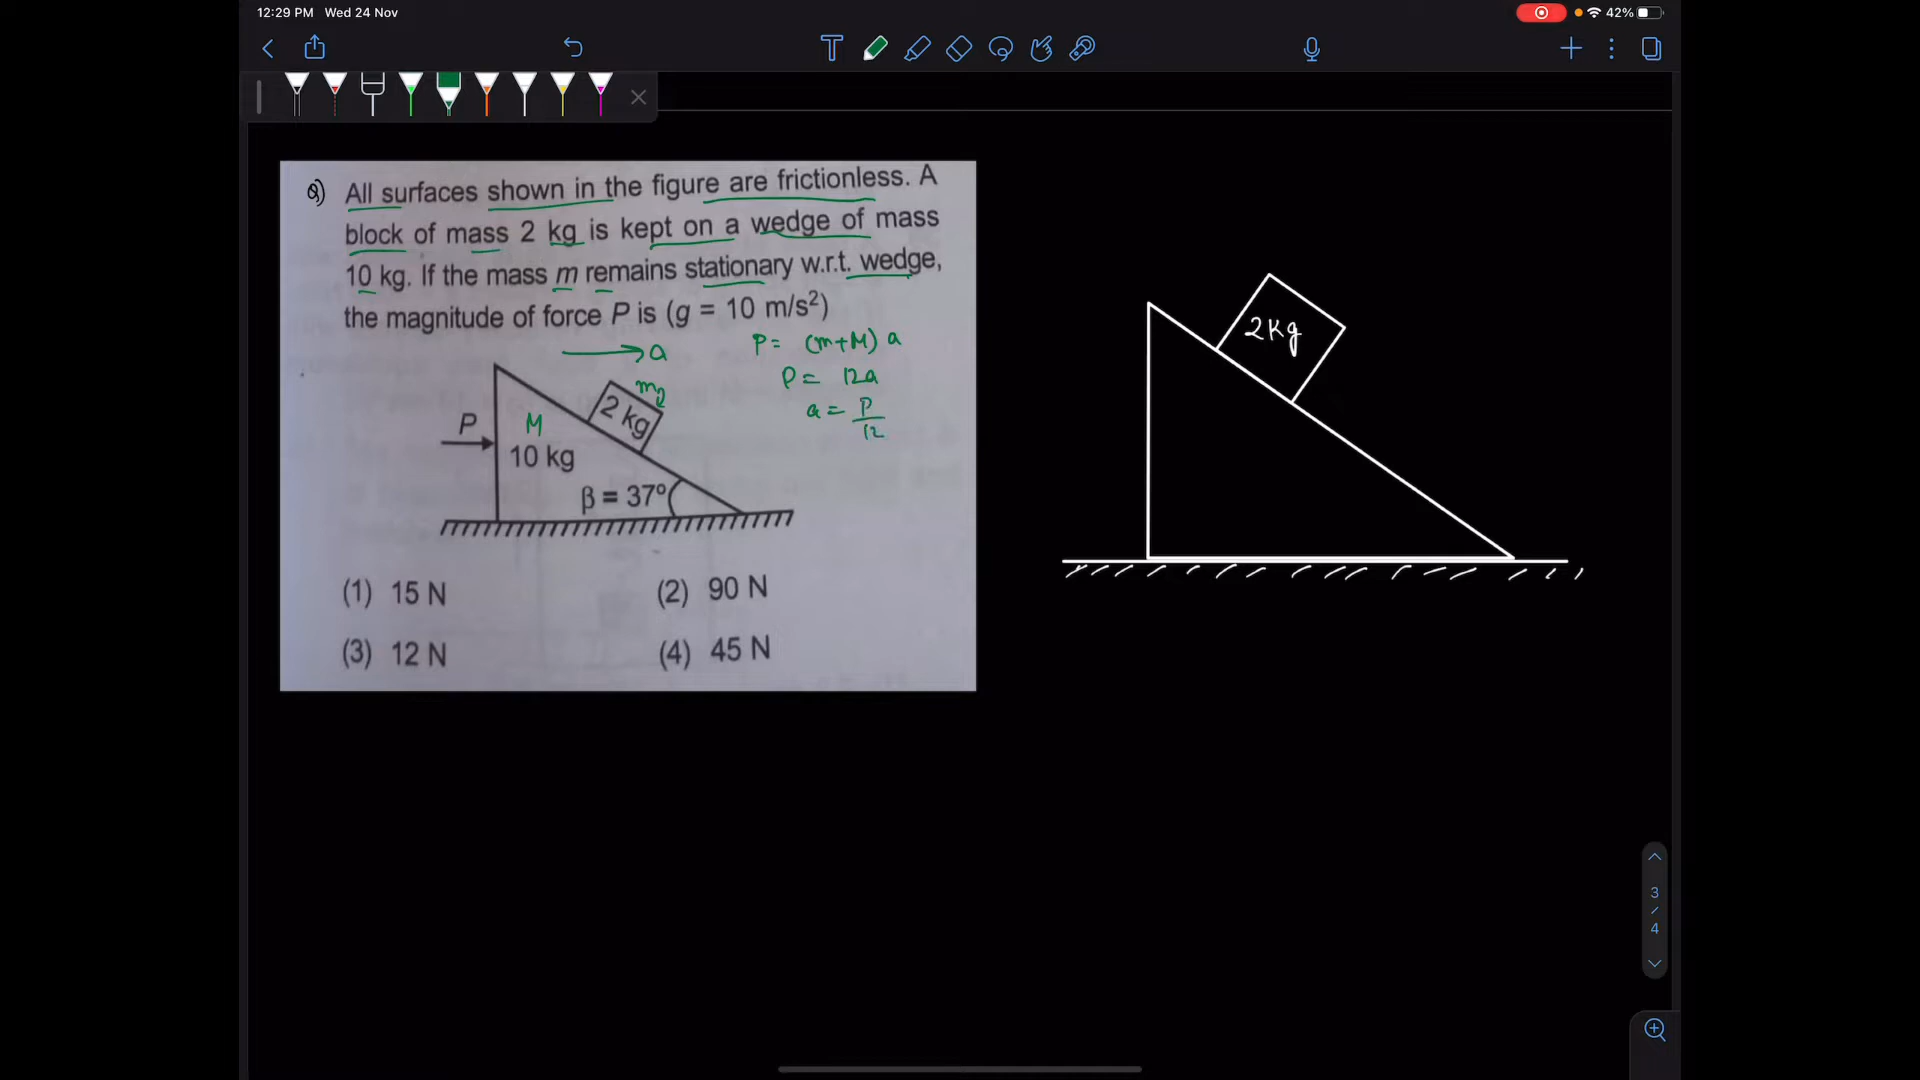 12:29 PM Wed 24 Nov
42%
Q) All surfaces shown in the figure are frictionless. A
block of mass 2 kg is kept on a wedge of mass
10 kg. If the mass m remains stationary w.r.t. wedge,
the magnitude of force P is (g = 10 m/s²)
a
P = (m+M) a
P = 12a
a = P/12
m
2 kg
P
M
10 kg
β = 37º
(1) 15 N
(2) 90 N
(3) 12 N
(4) 45 N
2kg
3
/
4